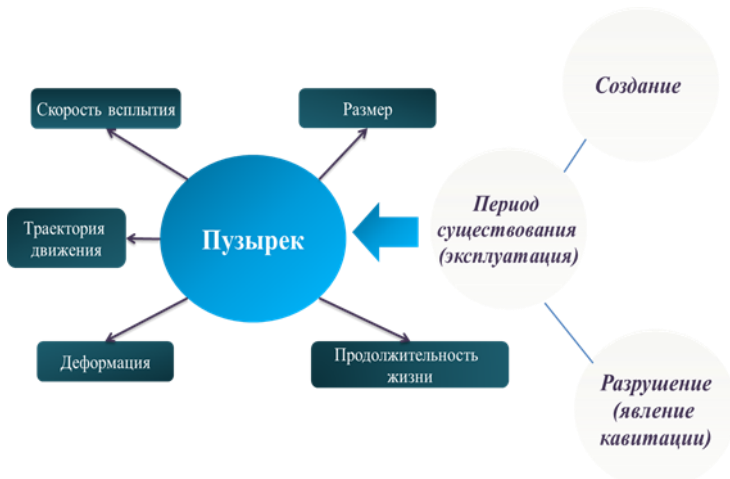 Создание
Скорость всплытия
Размер
Период
существования
(эксплуатация)
Траектория
движения
Пузырек
Деформация
Продолжительность
жизни
Разрушение
(явление
кавитации)